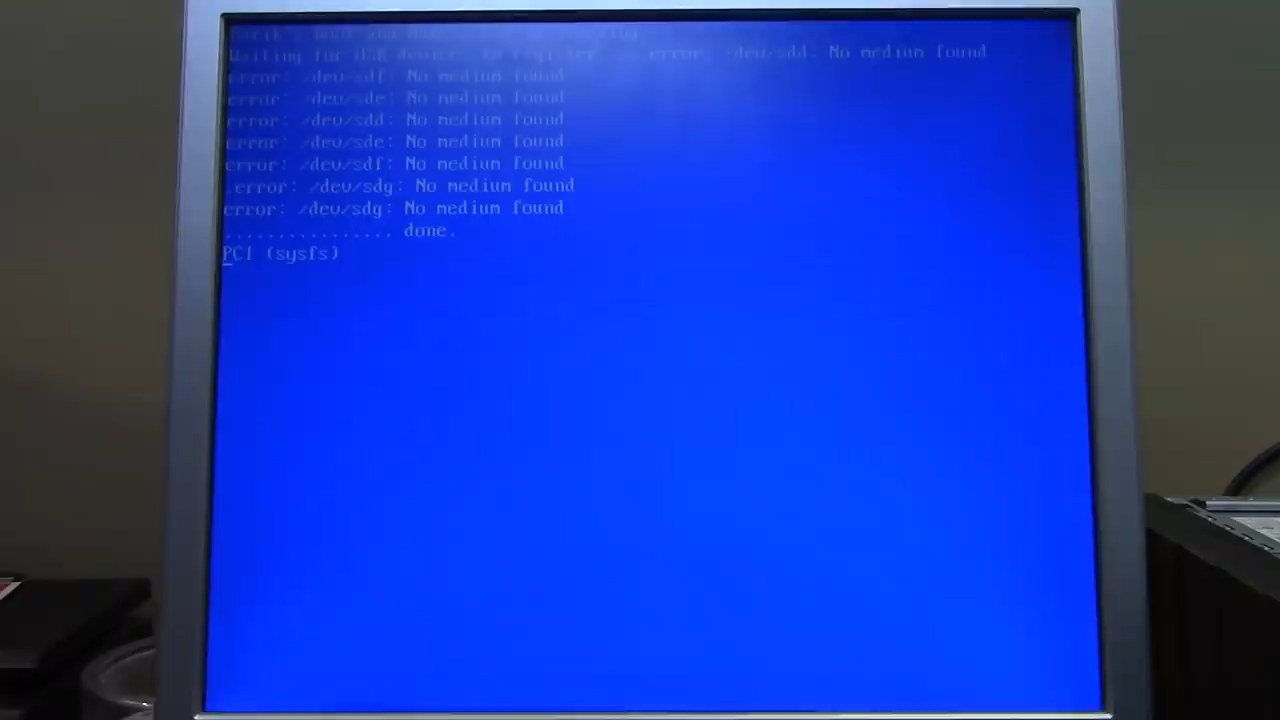 Waiting for USB devices to register error: /dev/sdd: No medium found
error: /dev/sdf: No medium found
error: /dev/sde: No medium found
error: /dev/sdd: No medium found
error: /dev/sde: No medium found
error: /dev/sdf: No medium found
.error: /dev/sdg: No medium found
error: /dev/sdg: No medium found
................ done.
PCI (sysfs)